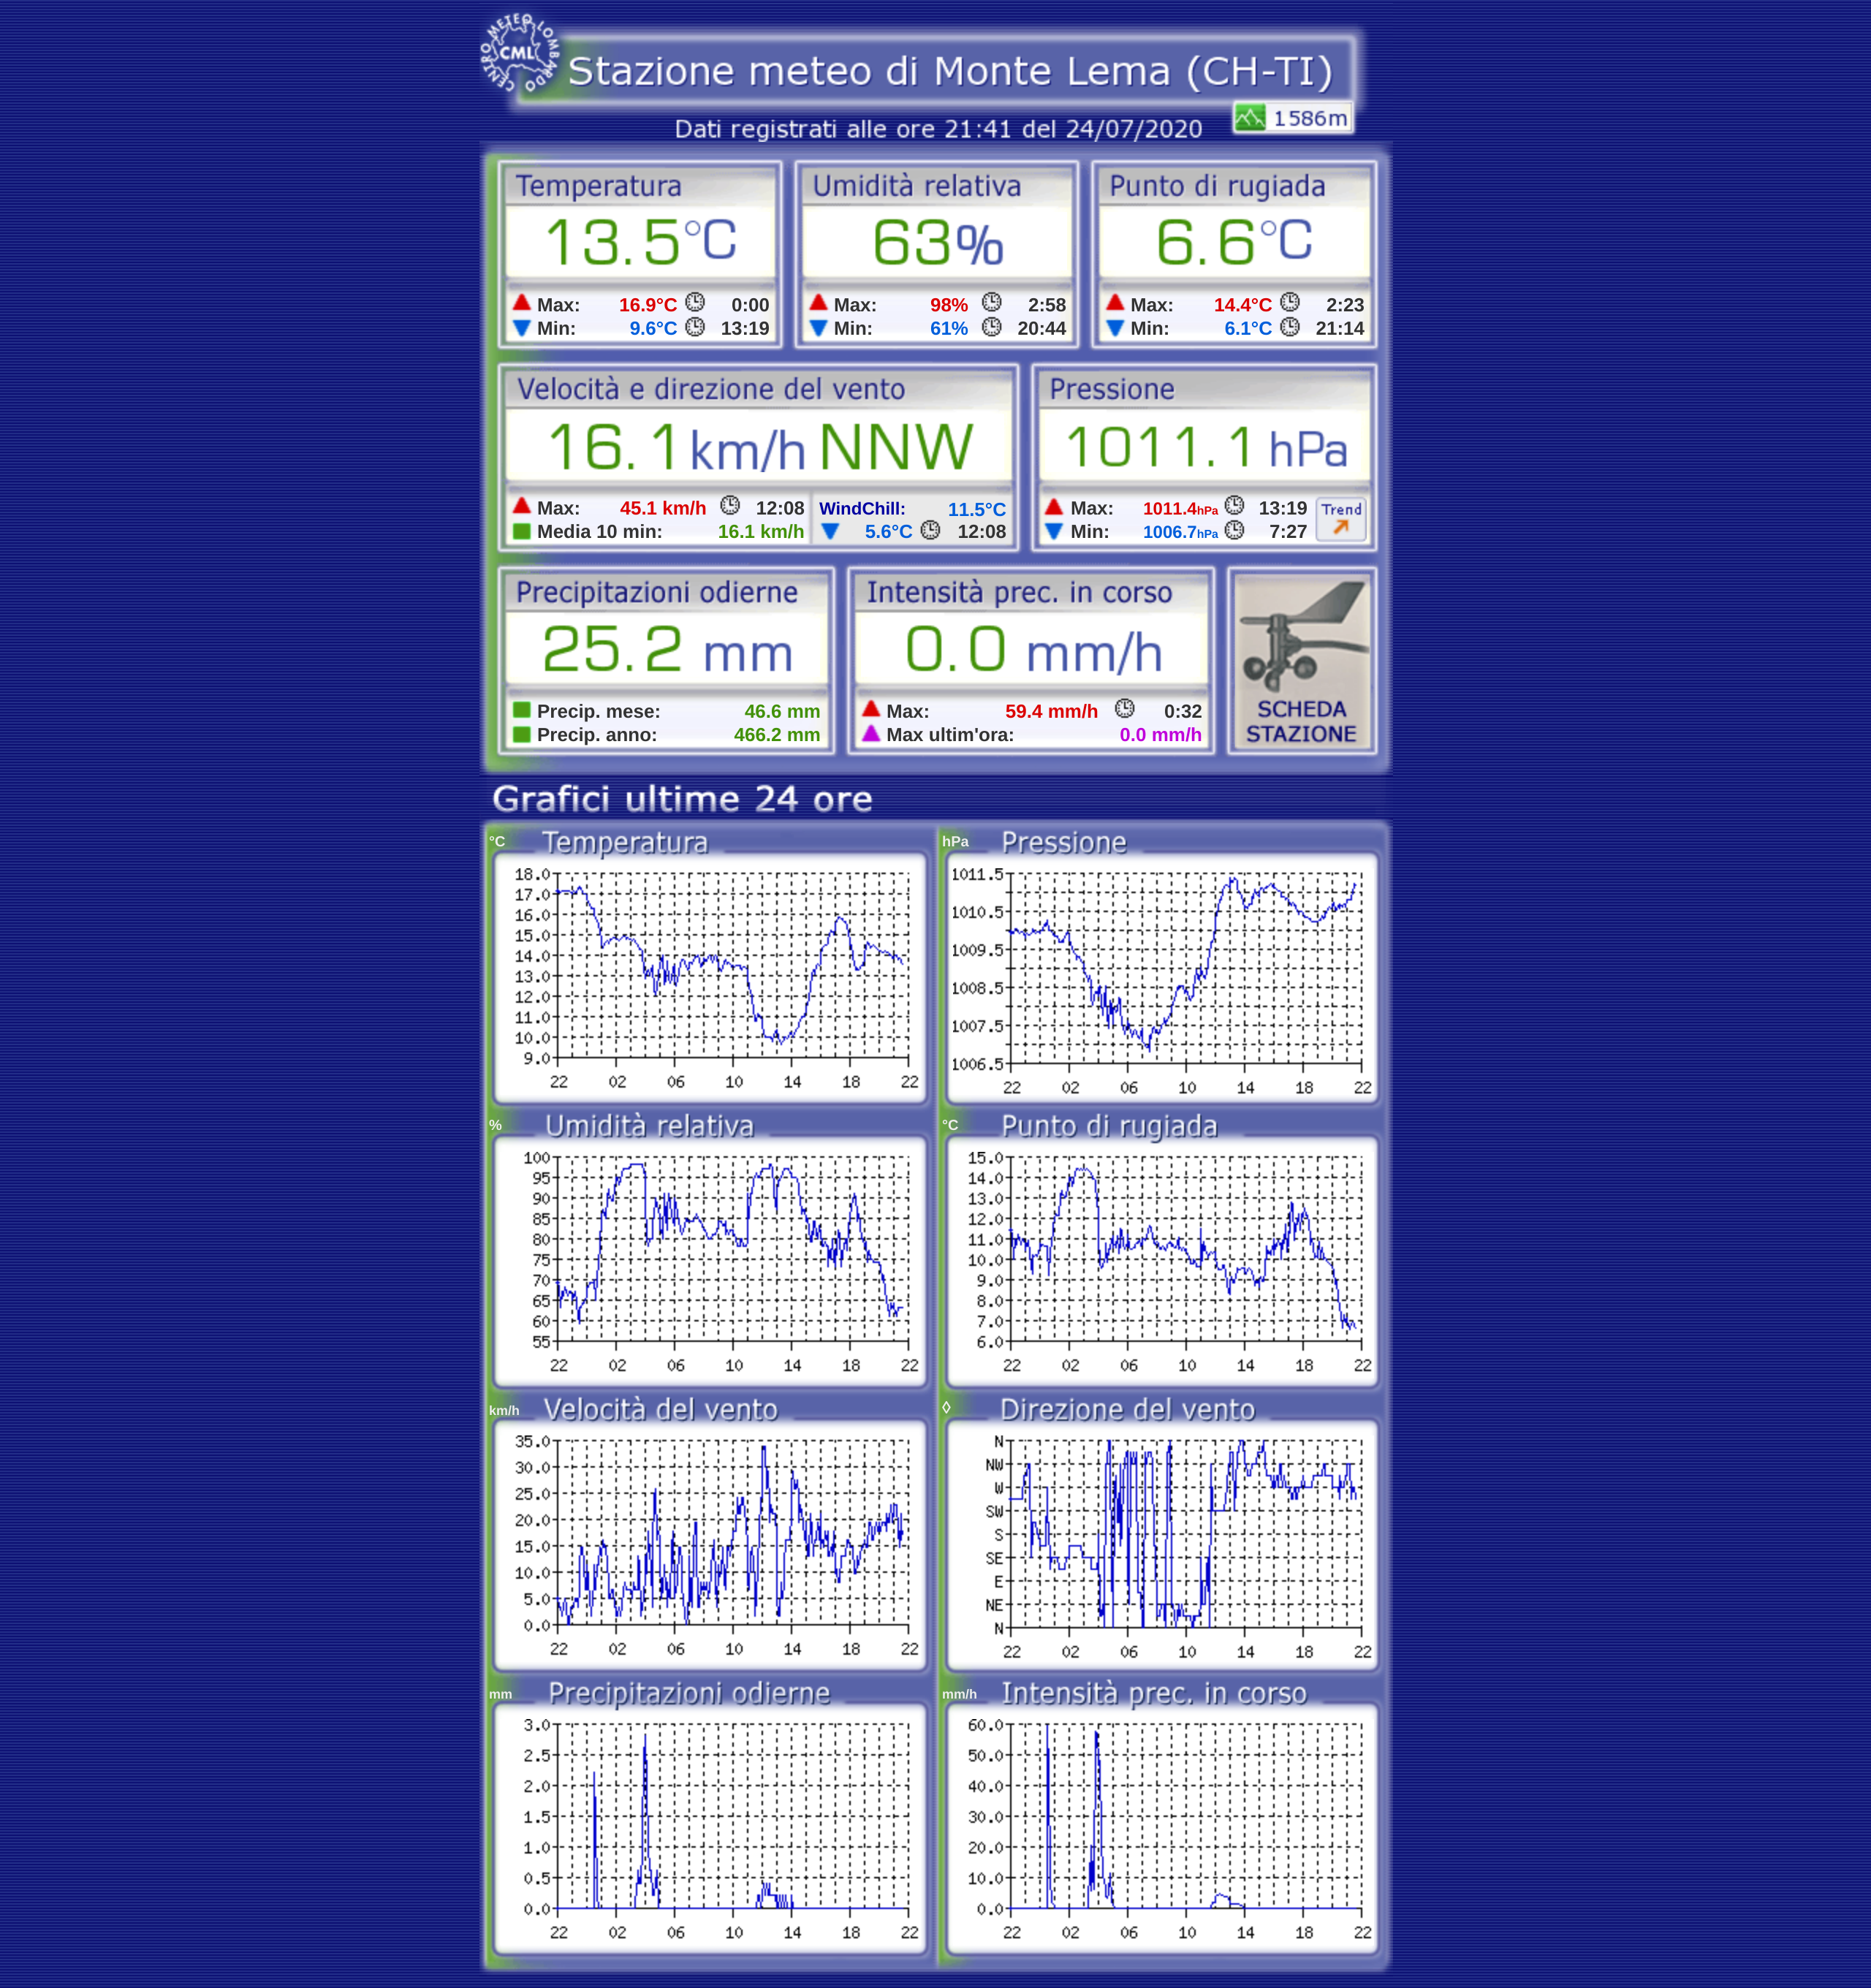 CENTRO METEO LOMBARDO
CML
Stazione meteo di Monte Lema (CH-TI)
1586m
Dati registrati alle ore 21:41 del 24/07/2020
Temperatura
13.5°C
Max: 16.9°C 0:00
Min: 9.6°C 13:19
Umidità relativa
63%
Max: 98% 2:58
Min: 61% 20:44
Punto di rugiada
6.6°C
Max: 14.4°C 2:23
Min: 6.1°C 21:14
Velocità e direzione del vento
16.1 km/h NNW
Max: 45.1 km/h 12:08
Media 10 min: 16.1 km/h
WindChill: 11.5°C
5.6°C 12:08
Pressione
1011.1 hPa
Max: 1011.4hPa 13:19
Min: 1006.7hPa 7:27
Trend
Precipitazioni odierne
25.2 mm
Precip. mese: 46.6 mm
Precip. anno: 466.2 mm
Intensità prec. in corso
0.0 mm/h
Max: 59.4 mm/h 0:32
Max ultim'ora: 0.0 mm/h
SCHEDA
STAZIONE
Grafici ultime 24 ore
°C Temperatura
18.0
17.0
16.0
15.0
14.0
13.0
12.0
11.0
10.0
9.0
22 02 06 10 14 18 22
hPa Pressione
1011.5
1010.5
1009.5
1008.5
1007.5
1006.5
22 02 06 10 14 18 22
% Umidità relativa
100
95
90
85
80
75
70
65
60
55
22 02 06 10 14 18 22
°C Punto di rugiada
15.0
14.0
13.0
12.0
11.0
10.0
9.0
8.0
7.0
6.0
22 02 06 10 14 18 22
km/h Velocità del vento
35.0
30.0
25.0
20.0
15.0
10.0
5.0
0.0
22 02 06 10 14 18 22
◊ Direzione del vento
N
NW
W
SW
S
SE
E
NE
N
22 02 06 10 14 18 22
mm Precipitazioni odierne
3.0
2.5
2.0
1.5
1.0
0.5
0.0
22 02 06 10 14 18 22
mm/h Intensità prec. in corso
60.0
50.0
40.0
30.0
20.0
10.0
0.0
22 02 06 10 14 18 22